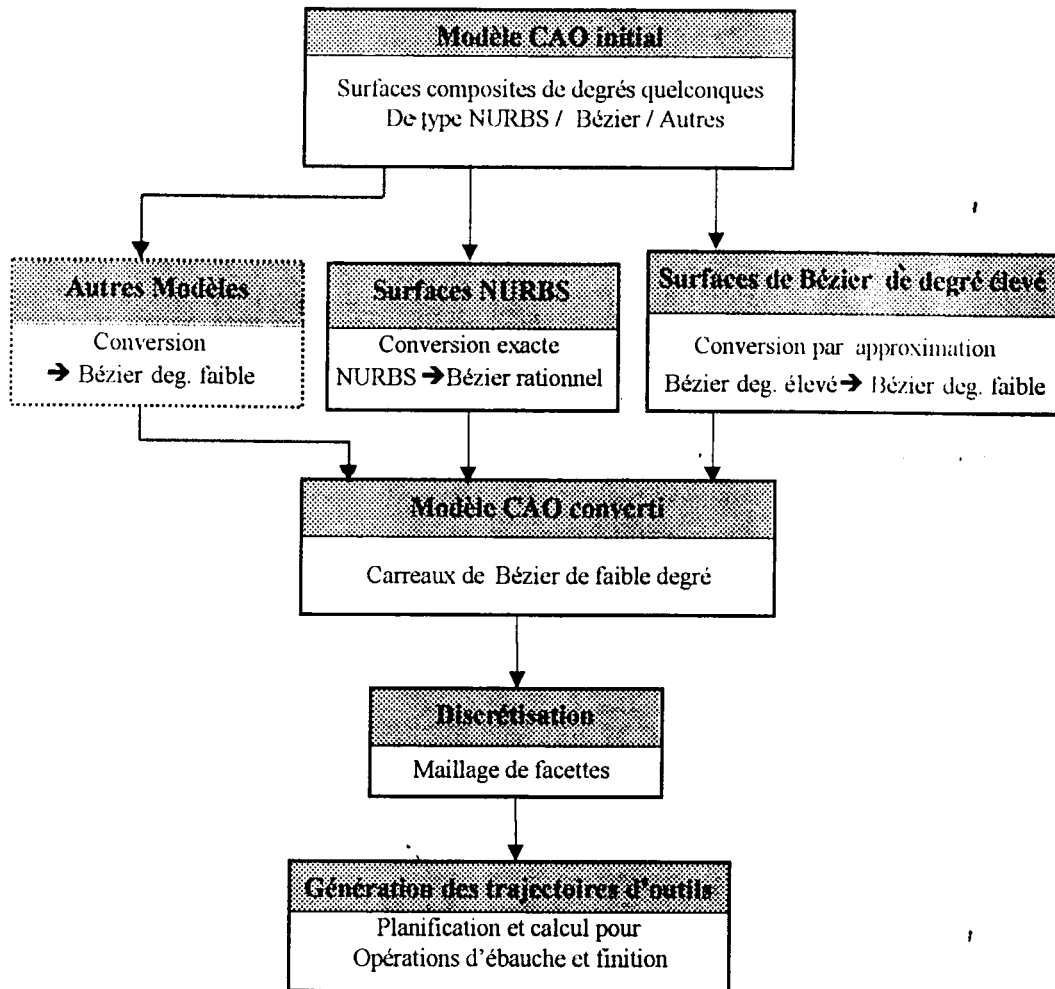 Modèle CAO initial
Surfaces composites de degrés quelconques
De type NURBS / Bézier / Autres
Autres Modèles
Conversion
➔ Bézier deg. faible
Surfaces NURBS
Conversion exacte
NURBS ➔ Bézier rationnel
Surfaces de Bézier de degré élevé
Conversion par approximation
Bézier deg. élevé ➔ Bézier deg. faible
Modèle CAO converti
Carreaux de Bézier de faible degré
Discrétisation
Maillage de facettes
Génération des trajectoires d'outils
Planification et calcul pour
Opérations d'ébauche et finition